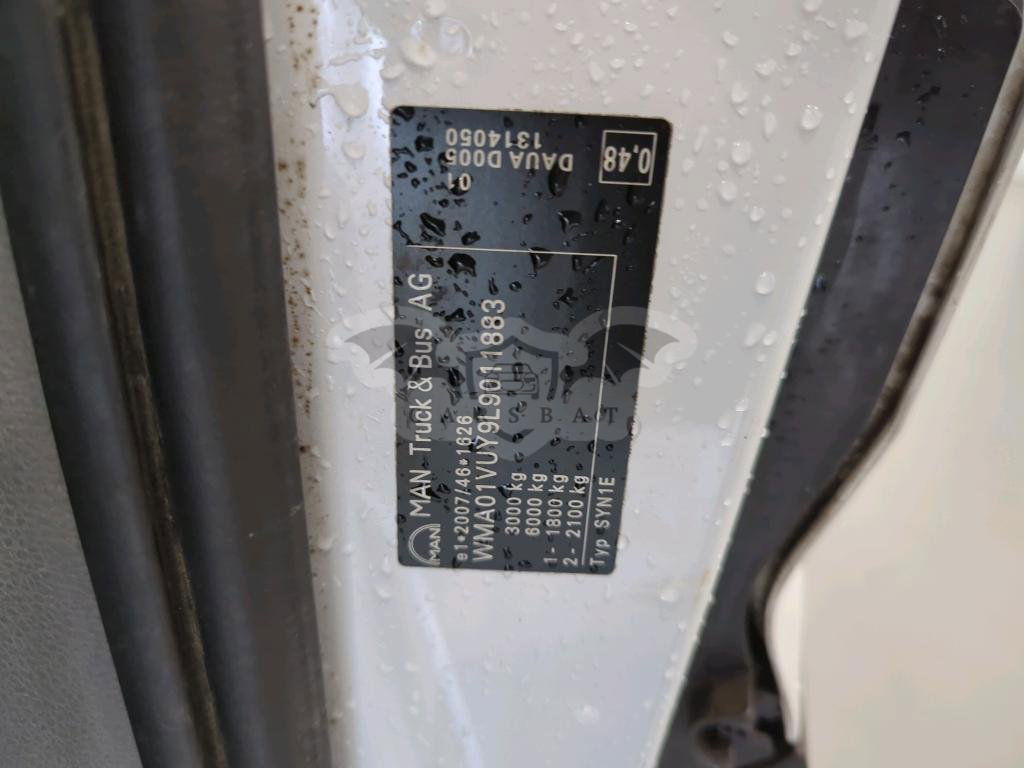 MAN
MAN Truck & Bus AG
e1*2007/46*1626
WMA01VUY9L9011883
3000 kg
6000 kg
1- 1800 kg
2- 2100 kg
Typ SYN1E
01
DAUA D005
1314050
0,48